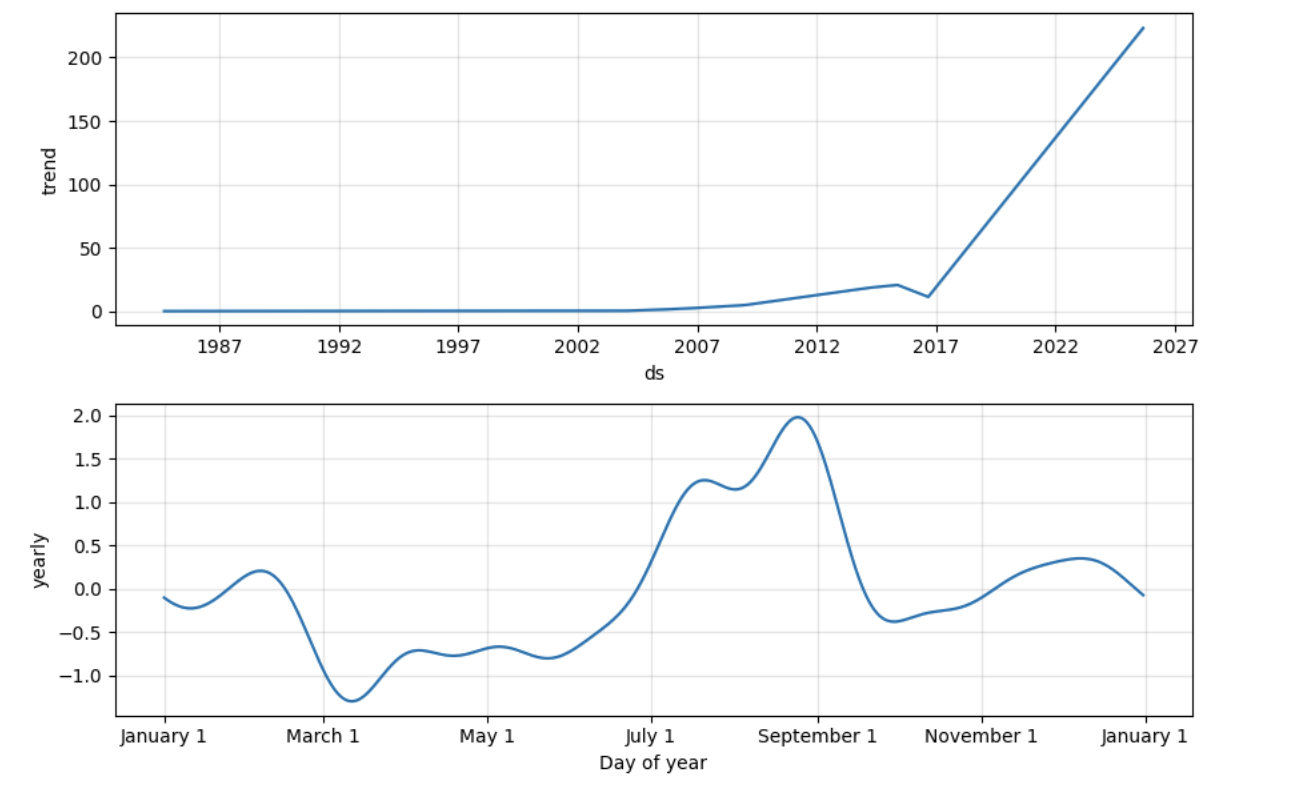 200
150
100
50
0
trend
1987 1992 1997 2002 2007 2012 2017 2022 2027
ds
2.0
1.5
1.0
0.5
0.0
−0.5
−1.0
yearly
January 1 March 1 May 1 July 1 September 1 November 1 January 1
Day of year